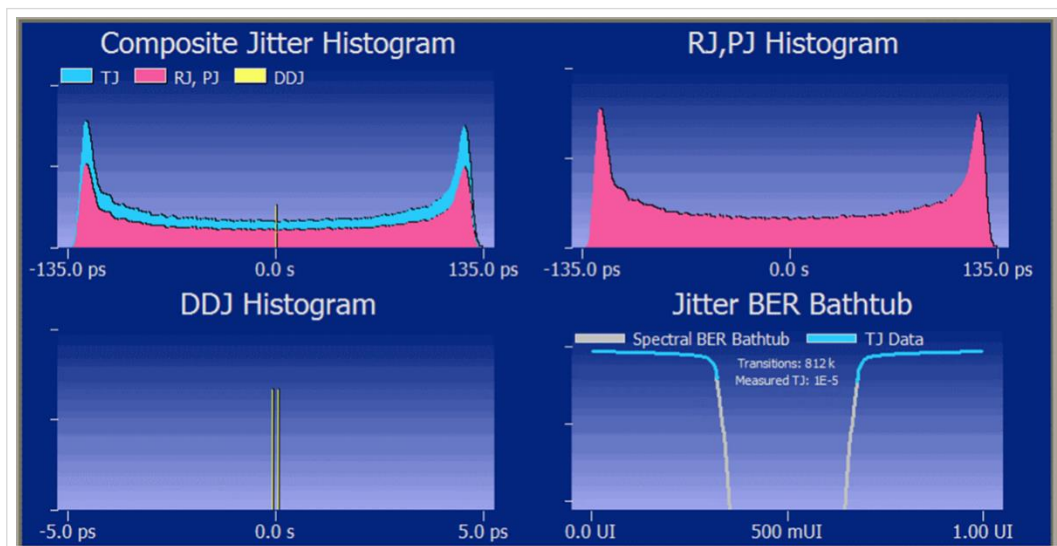 Composite Jitter Histogram
TJ RJ, PJ DDJ
-135.0 ps 0.0 s 135.0 ps
RJ,PJ Histogram
-135.0 ps 0.0 s 135.0 ps
DDJ Histogram
-5.0 ps 0.0 s 5.0 ps
Jitter BER Bathtub
Spectral BER Bathtub TJ Data
Transitions: 812 k
Measured TJ: 1E-5
0.0 UI 500 mUI 1.00 UI